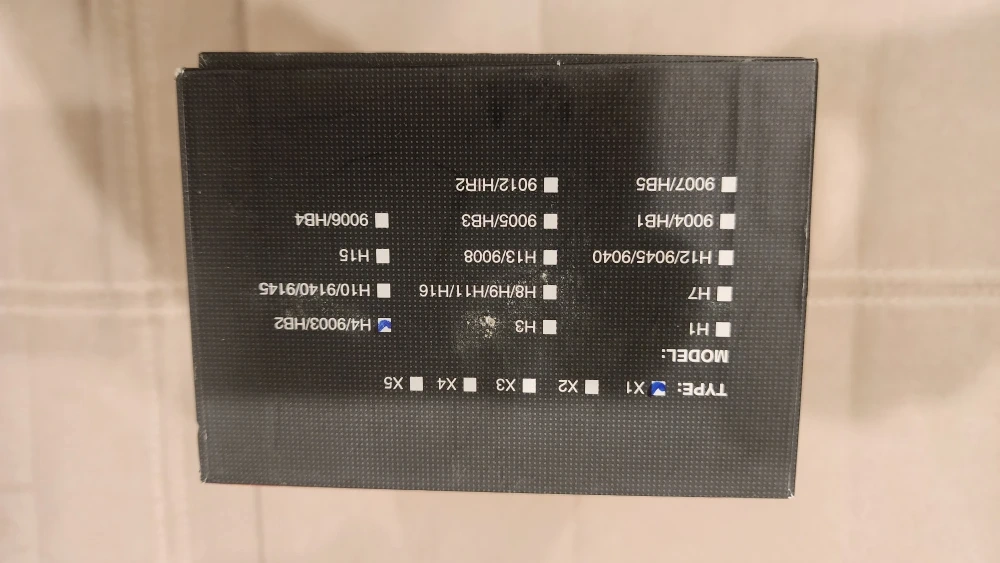 TYPE: X1 X2 X3 X4 X5
MODEL:
H1 H3 H4/9003/HB2
H7 H8/H9/H11/H16 H10/9140/9145
H12/9045/9040 H13/9008 H15
9004/HB1 9005/HB3 9006/HB4
9007/HB5 9012/HIR2